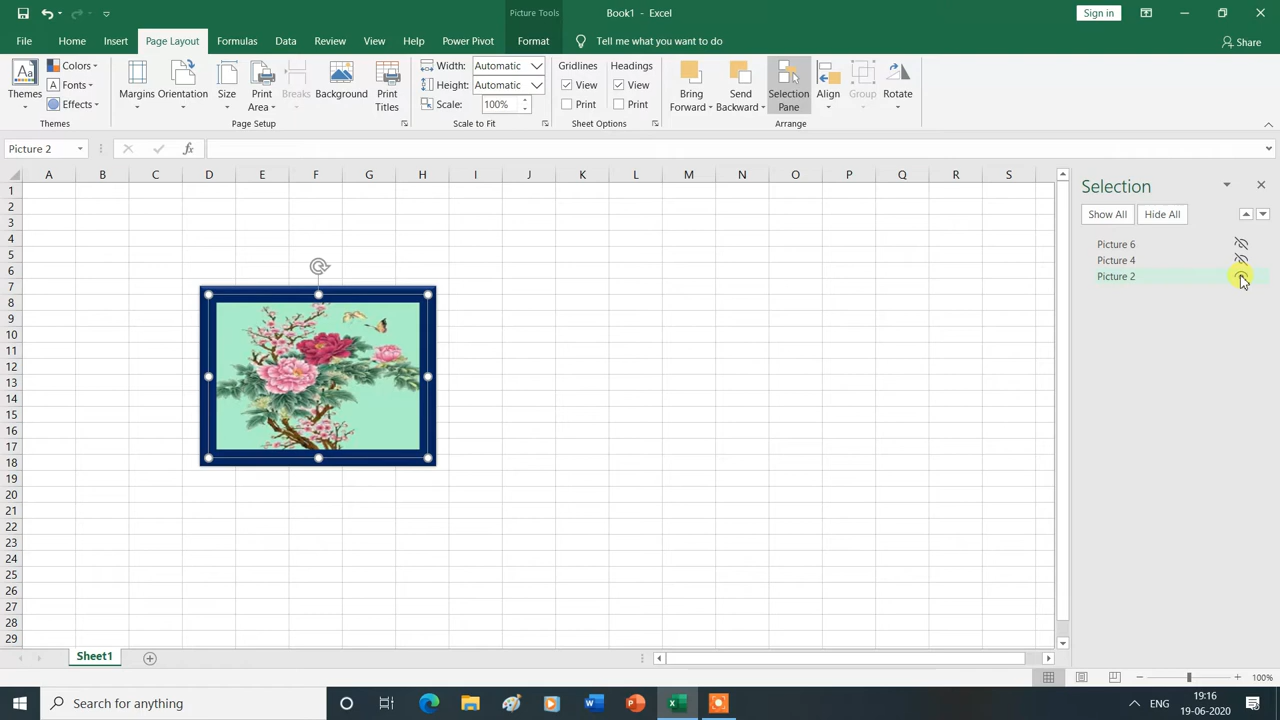 Picture Tools
Book1 - Excel
Sign in
File
Home
Insert
Page Layout
Formulas
Data
Review
View
Help
Power Pivot
Format
Tell me what you want to do
Share
Themes
Colors
Fonts
Effects
Themes
Margins
Orientation
Size
Print Area
Breaks
Background
Print Titles
Page Setup
Width: Automatic
Height: Automatic
Scale: 100%
Scale to Fit
Gridlines
View
Print
Headings
View
Print
Sheet Options
Bring Forward
Send Backward
Selection Pane
Align
Group
Rotate
Arrange
Picture 2
fx
A B C D E F G H I J K L M N O P Q R S
1
2
3
4
5
6
7
8
9
10
11
12
13
14
15
16
17
18
19
20
21
22
23
24
25
26
27
28
29
Selection
Show All
Hide All
Picture 6
Picture 4
Picture 2
Sheet1
100%
Search for anything
ENG
19:16
19-06-2020